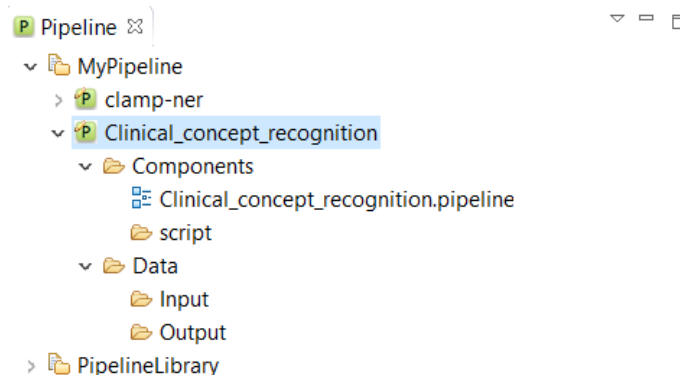 Pipeline
MyPipeline
clamp-ner
Clinical_concept_recognition
Components
Clinical_concept_recognition.pipeline
script
Data
Input
Output
PipelineLibrary